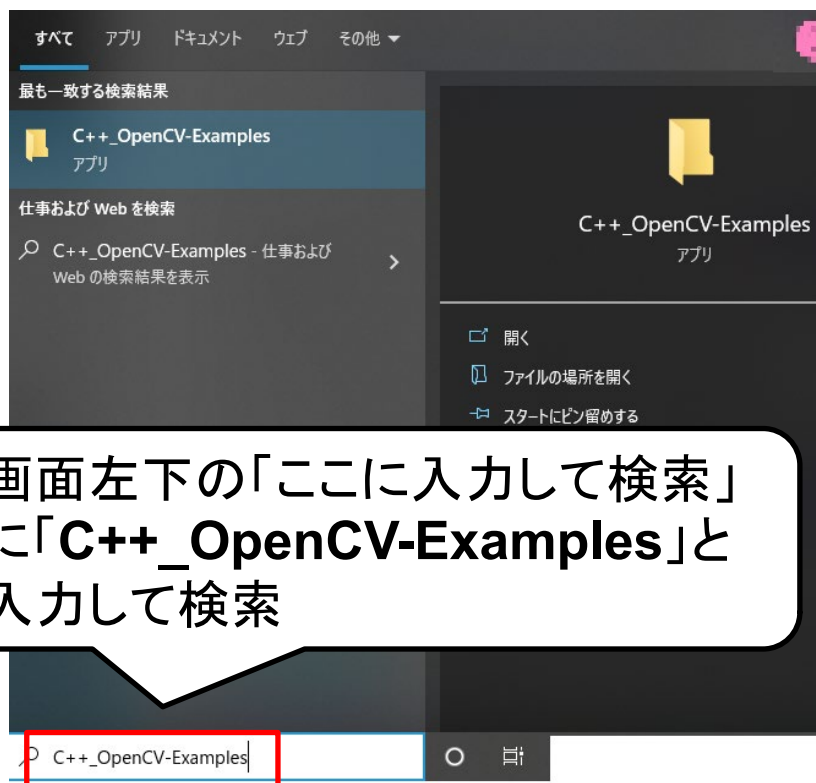 すべて アプリ ドキュメント ウェブ その他
最も一致する検索結果
C++_OpenCV-Examples
アプリ
仕事および Web を検索
C++_OpenCV-Examples - 仕事および
Web の検索結果を表示
C++_OpenCV-Examples
アプリ
開く
ファイルの場所を開く
スタートにピン留めする
画面左下の「ここに入力して検索」
に「C++_OpenCV-Examples」と
入力して検索
C++_OpenCV-Examples